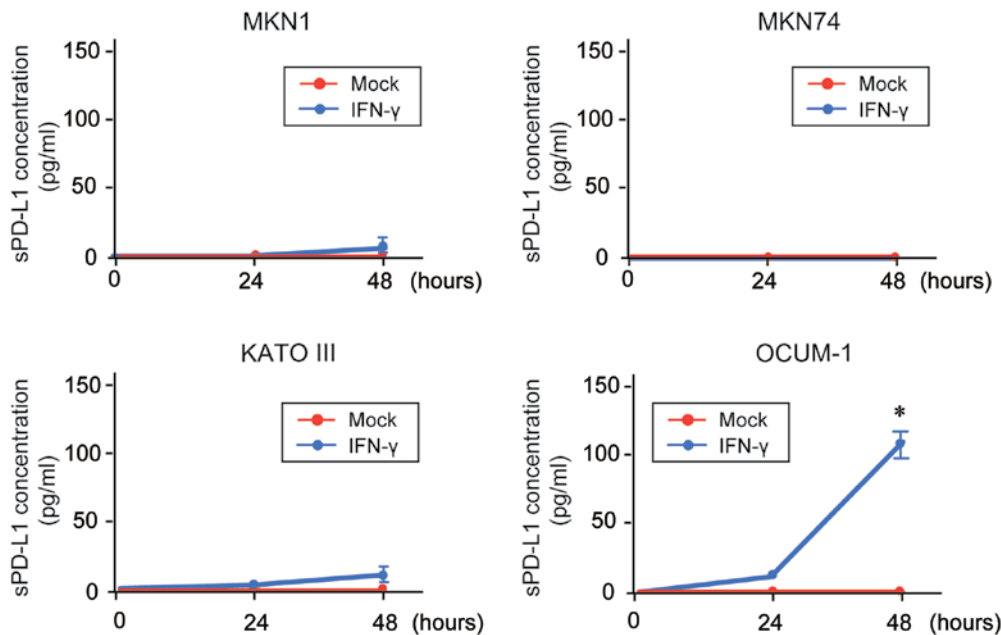 MKN1
sPD-L1 concentration
(pg/ml)
150
100
50
0
Mock
IFN-γ
0 24 48 (hours)
MKN74
sPD-L1 concentration
(pg/ml)
150
100
50
0
Mock
IFN-γ
0 24 48 (hours)
KATO III
sPD-L1 concentration
(pg/ml)
150
100
50
0
Mock
IFN-γ
0 24 48 (hours)
OCUM-1
sPD-L1 concentration
(pg/ml)
150
100
50
0
Mock
IFN-γ
*
0 24 48 (hours)